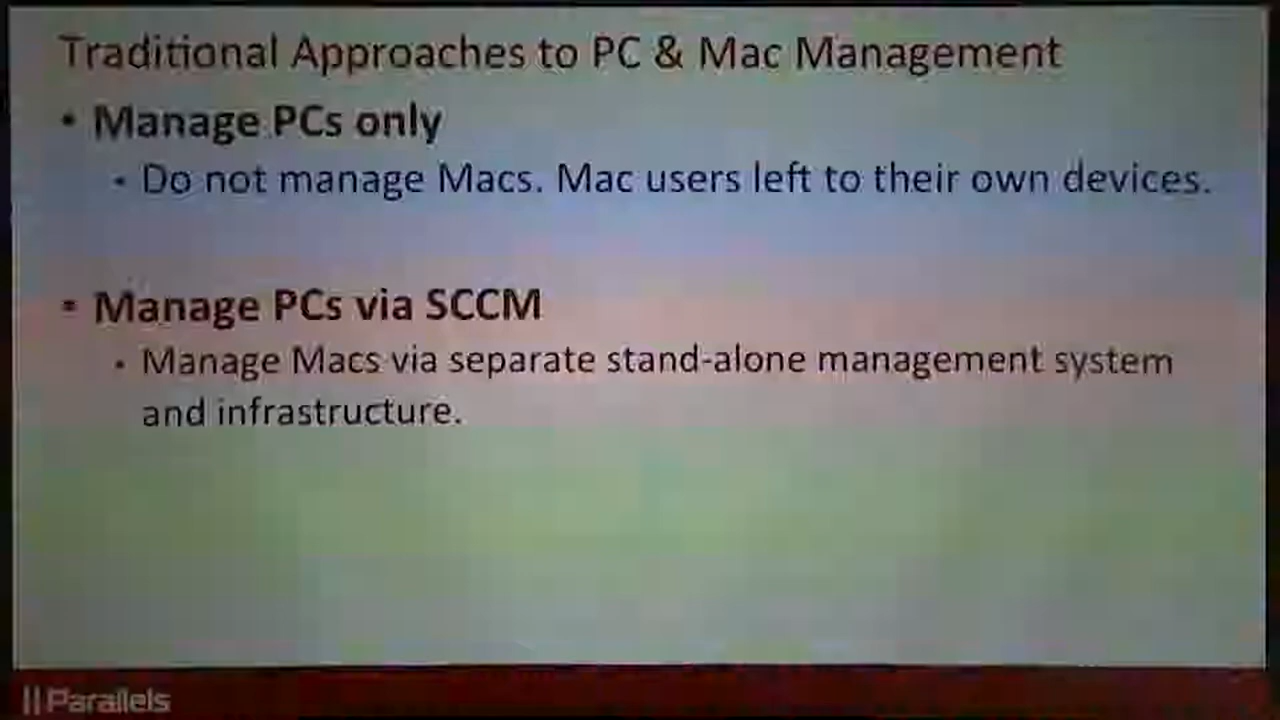 Traditional Approaches to PC & Mac Management
• Manage PCs only
• Do not manage Macs. Mac users left to their own devices.
• Manage PCs via SCCM
• Manage Macs via separate stand-alone management system
and infrastructure.
|| Parallels